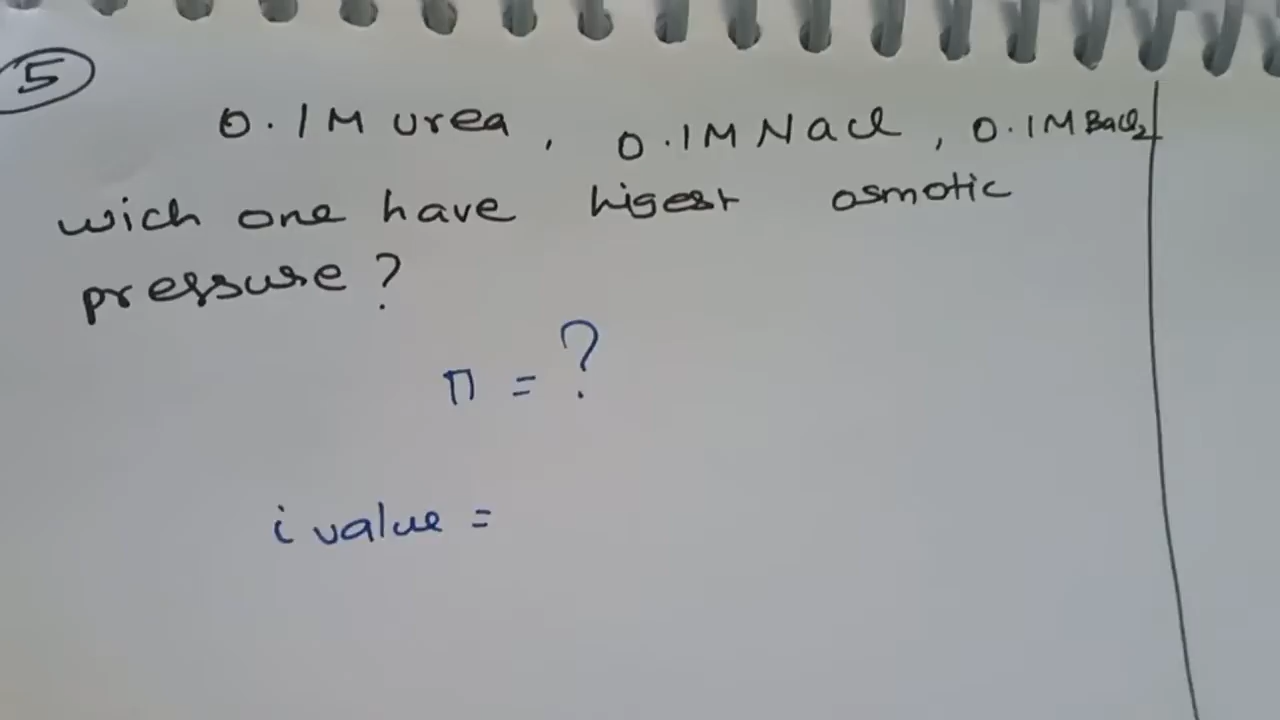 5
0.1M urea, 0.1M NaCl, 0.1M BaCl2
wich one have higest osmotic
pressure?
π = ?
i value =